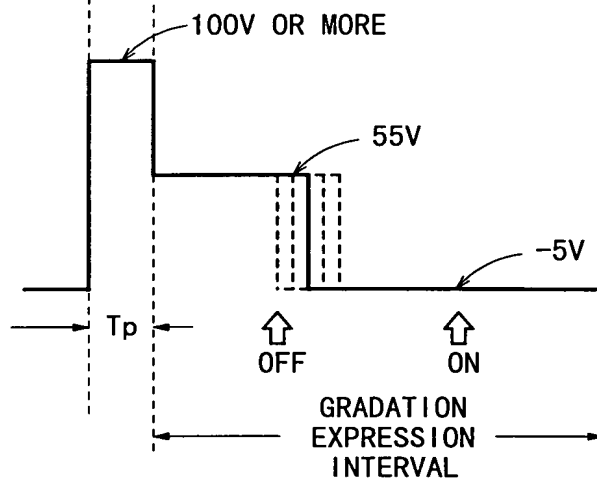 100V OR MORE
55V
-5V
Tp
OFF
ON
GRADATION
EXPRESSION
INTERVAL